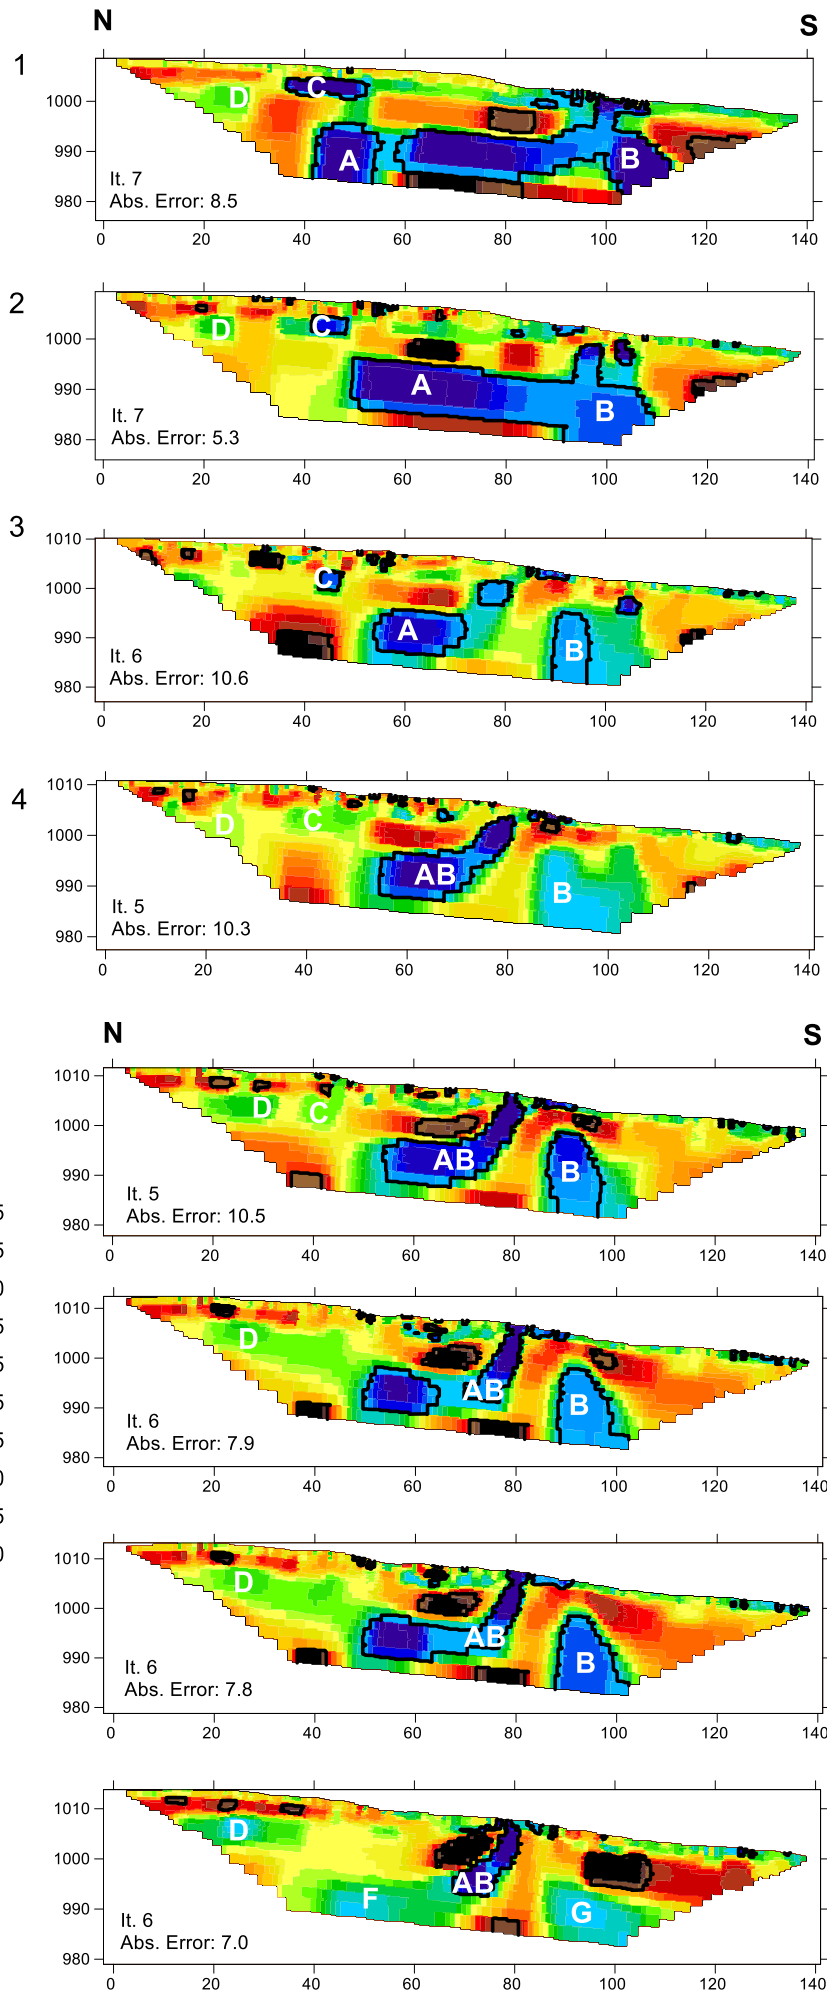 N S
1
C
D
1000
990
A
B
980
It. 7
Abs. Error: 8.5
0 20 40 60 80 100 120 140
2
D C
1000
990
A
B
980
It. 7
Abs. Error: 5.3
0 20 40 60 80 100 120 140
3
1010
C
1000
990
A
B
980
It. 6
Abs. Error: 10.6
0 20 40 60 80 100 120 140
4
1010
D C
1000
AB
990
B
980
It. 5
Abs. Error: 10.3
0 20 40 60 80 100 120 140
N S
1010
D C
1000
AB
B
990
980
It. 5
Abs. Error: 10.5
0 20 40 60 80 100 120 140
1010
D
1000
AB
B
990
980
It. 6
Abs. Error: 7.9
0 20 40 60 80 100 120 140
1010
D
1000
AB
B
990
980
It. 6
Abs. Error: 7.8
0 20 40 60 80 100 120 140
1010
D
1000
AB
F
G
990
980
It. 6
Abs. Error: 7.0
0 20 40 60 80 100 120 140